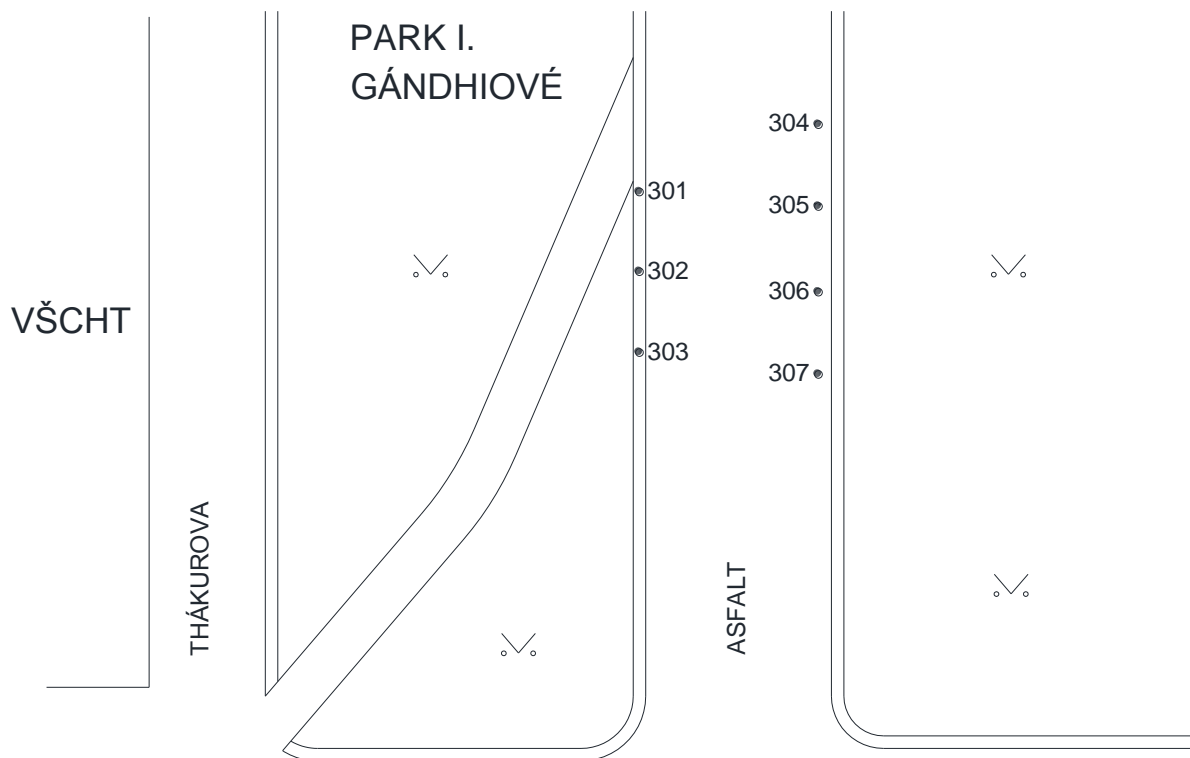 PARK I.
GÁNDHIOVÉ
304
301
305
302
306
VŠCHT
303
307
THÁKUROVA
ASFALT